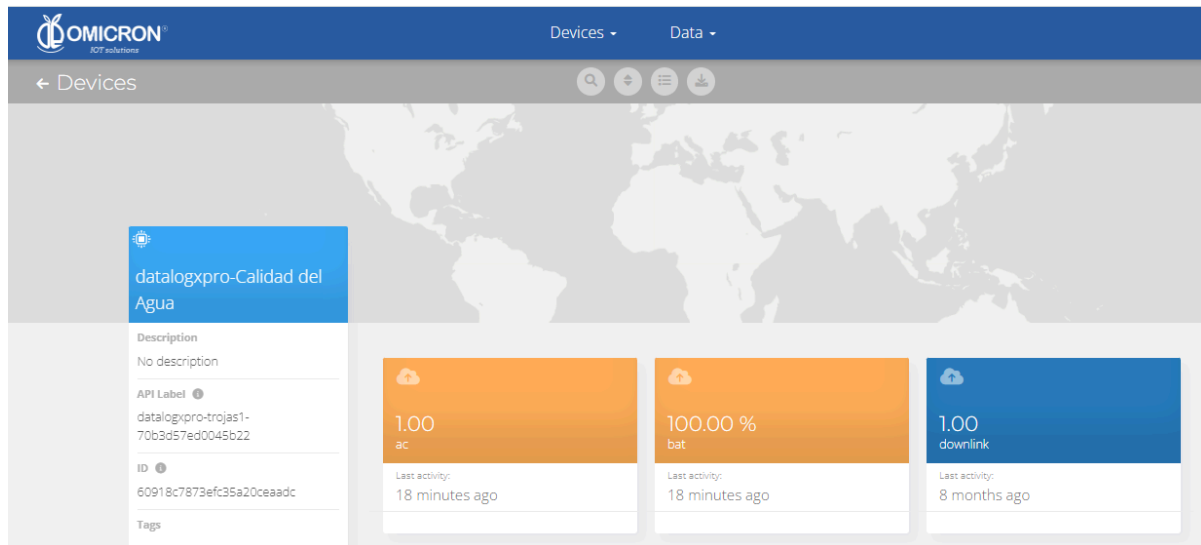 OMICRON®
IOT solutions
Devices
Data
← Devices
datalogxpro-Calidad del
Agua
Description
No description
API Label
datalogxpro-trojas1-
70b3d57ed0045b22
ID
60918c7873efc35a20ceaadc
Tags
1.00
ac
Last activity:
18 minutes ago
100.00 %
bat
Last activity:
18 minutes ago
1.00
downlink
Last activity:
8 months ago